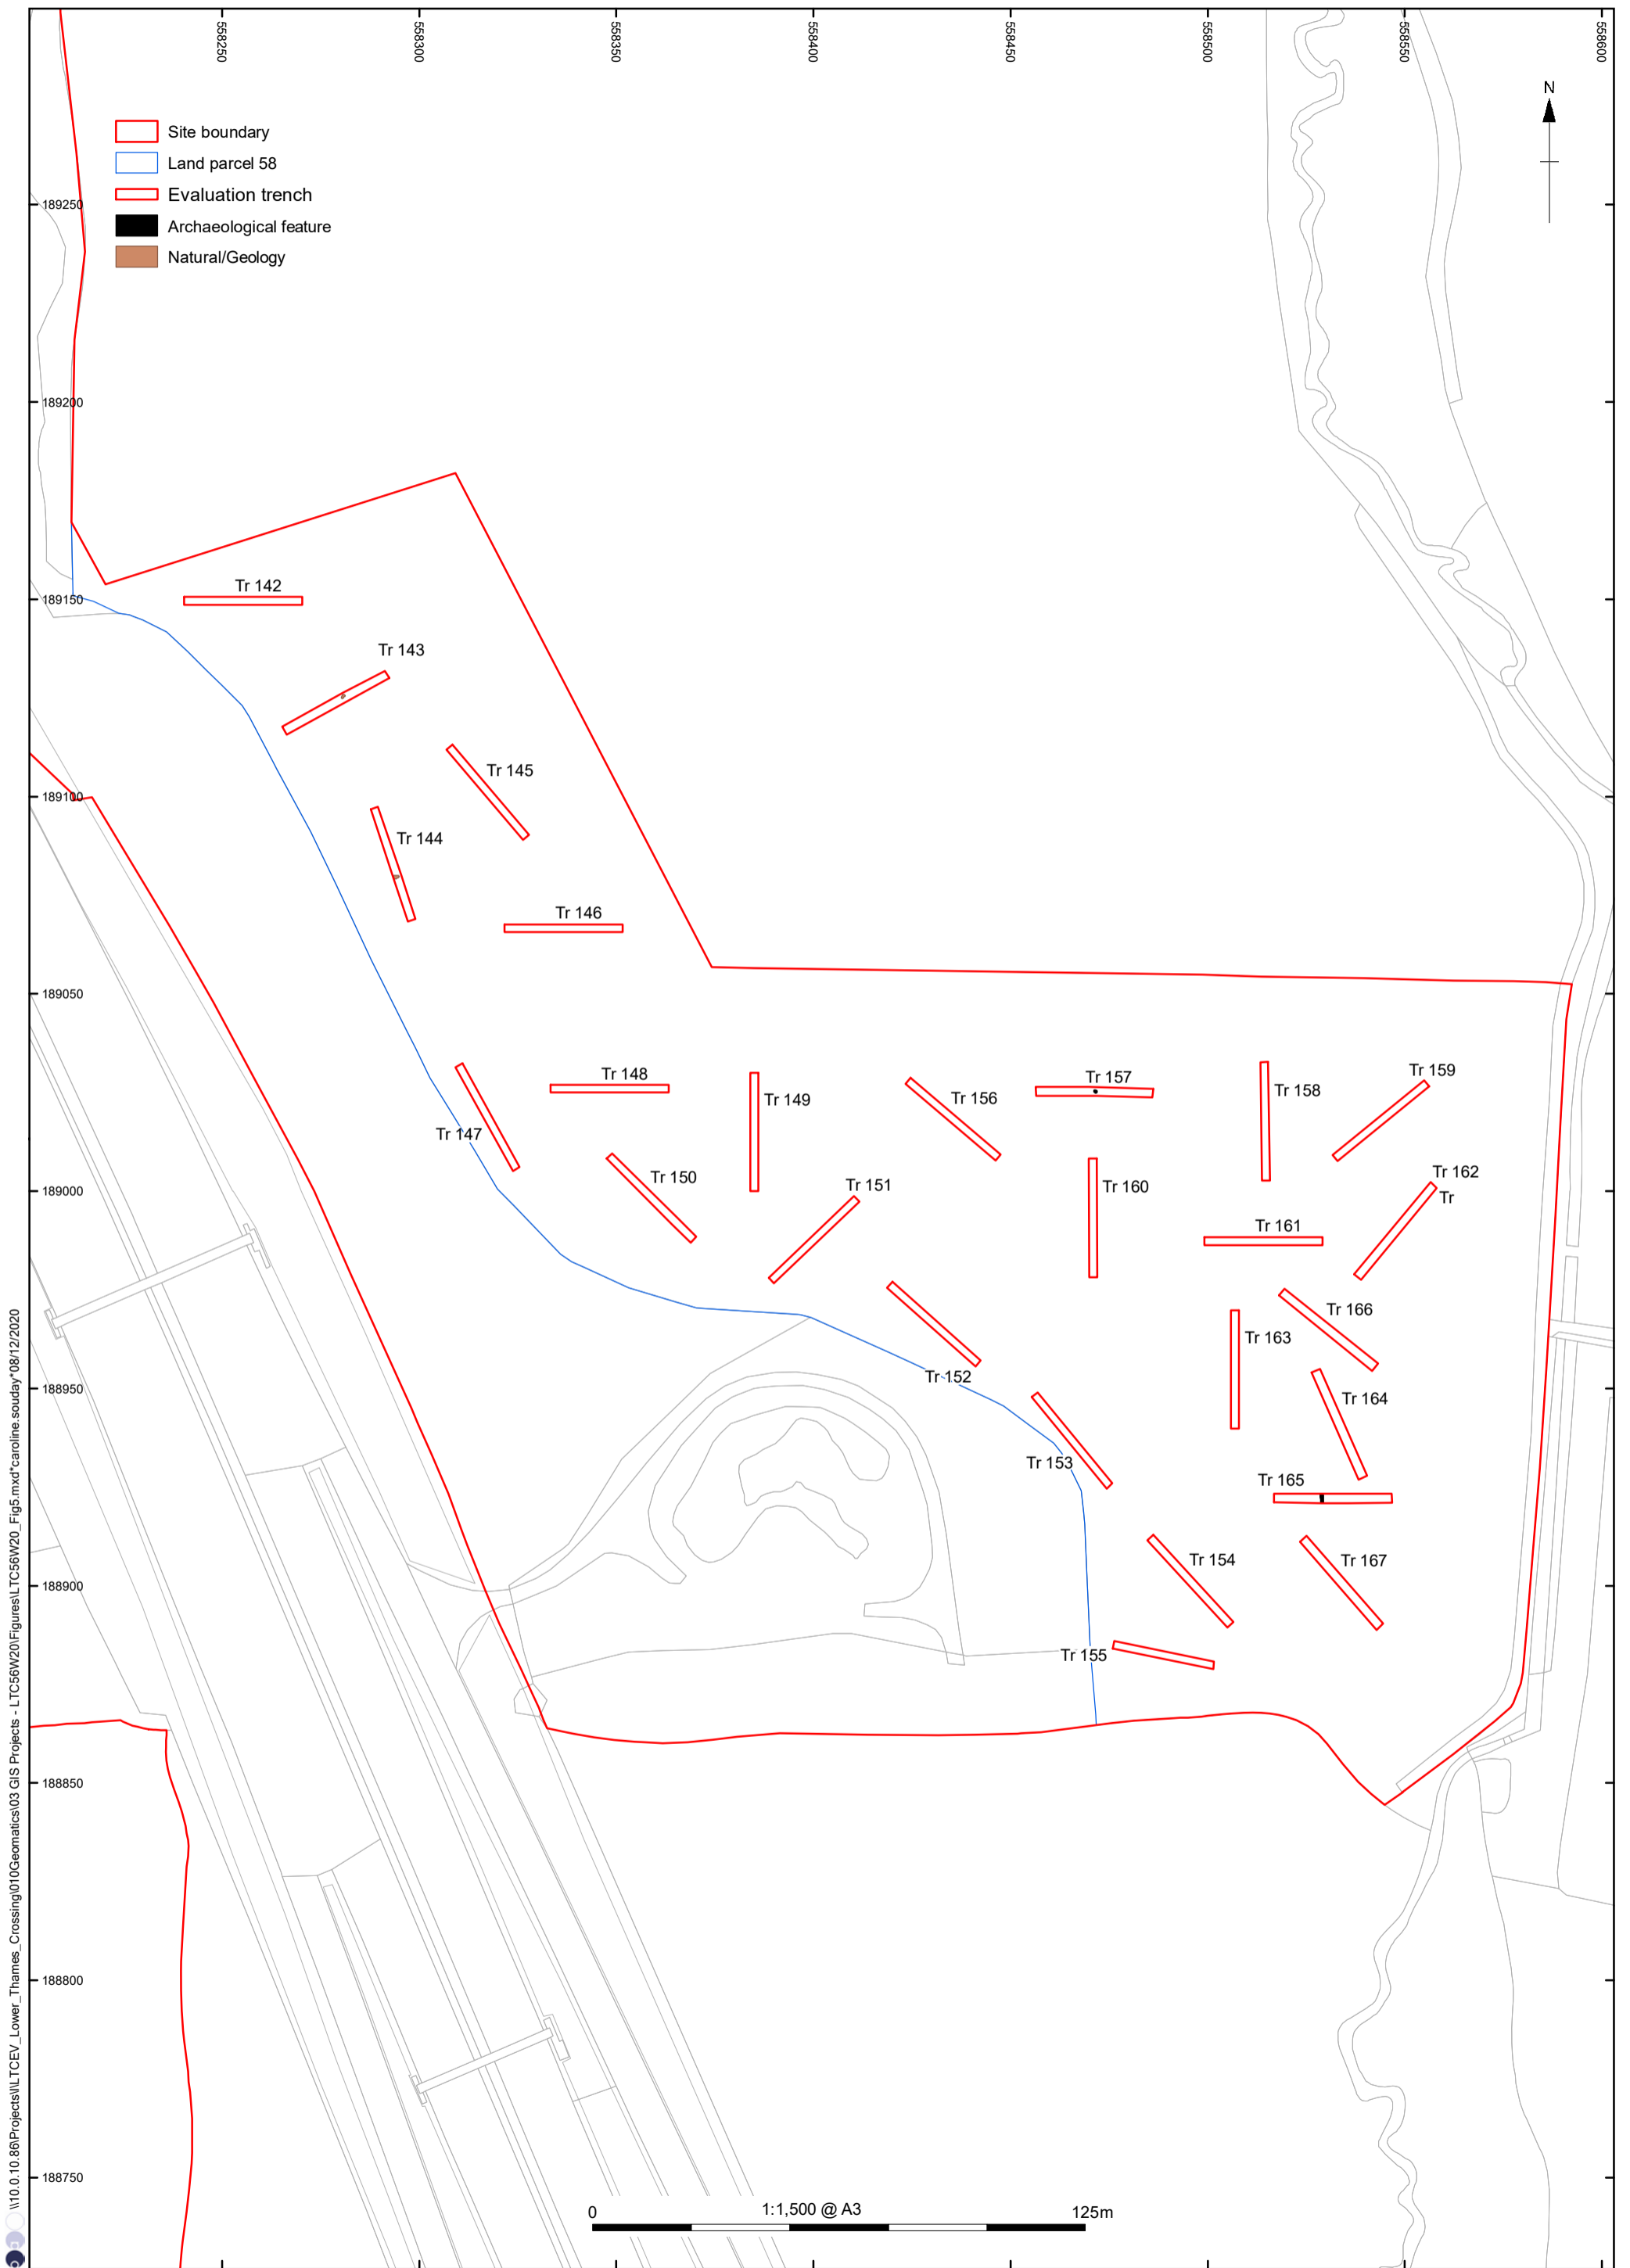 558250
558300
558350
558400
558450
558500
558550
558600
N
Site boundary
Land parcel 58
Evaluation trench
Archaeological feature
Natural/Geology
189250
189200
189150
189100
189050
189000
188950
188900
188850
188800
188750
Tr 142
Tr 143
Tr 145
Tr 144
Tr 146
Tr 148
Tr 149
Tr 147
Tr 150
Tr 151
Tr 156
Tr 157
Tr 158
Tr 159
Tr 160
Tr 162
Tr
Tr 161
Tr 166
Tr 163
Tr 152
Tr 164
Tr 153
Tr 165
Tr 154
Tr 167
Tr 155
0
1:1,500 @ A3
125m
\\10.0.10.86\Projects\l\LTCEV_Lower_Thames_Crossing\010Geomatics\03 GIS Projects - LTC56W20\Figures\LTC56W20_Fig5.mxd*caroline.souday*08/12/2020